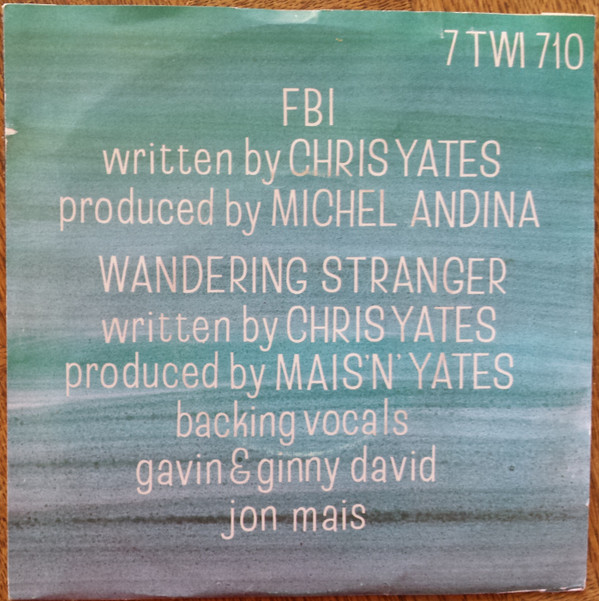 7 TWI 710
FBI
written by CHRIS YATES
produced by MICHEL ANDINA
WANDERING STRANGER
written by CHRIS YATES
produced by MAIS'N'YATES
backing vocals
gavin & ginny david
jon mais